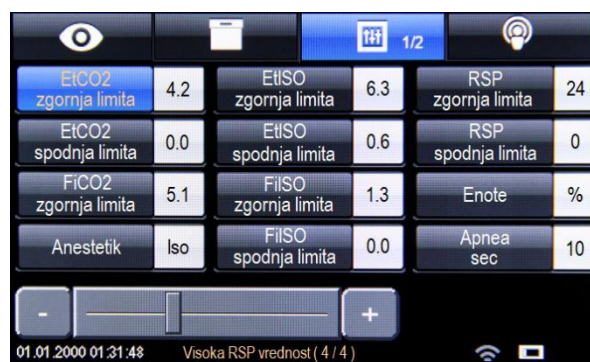 1/2
EtCO2
zgornja limita
4.2
EtISO
zgornja limita
6.3
RSP
zgornja limita
24
EtCO2
spodnja limita
0.0
EtISO
spodnja limita
0.6
RSP
spodnja limita
0
FiCO2
zgornja limita
5.1
FiISO
zgornja limita
1.3
Enote
%
Anestetik
Iso
FiISO
spodnja limita
0.0
Apnea
sec
10
-
+
01.01.2000 01:31:48
Visoka RSP vrednost ( 4 / 4 )